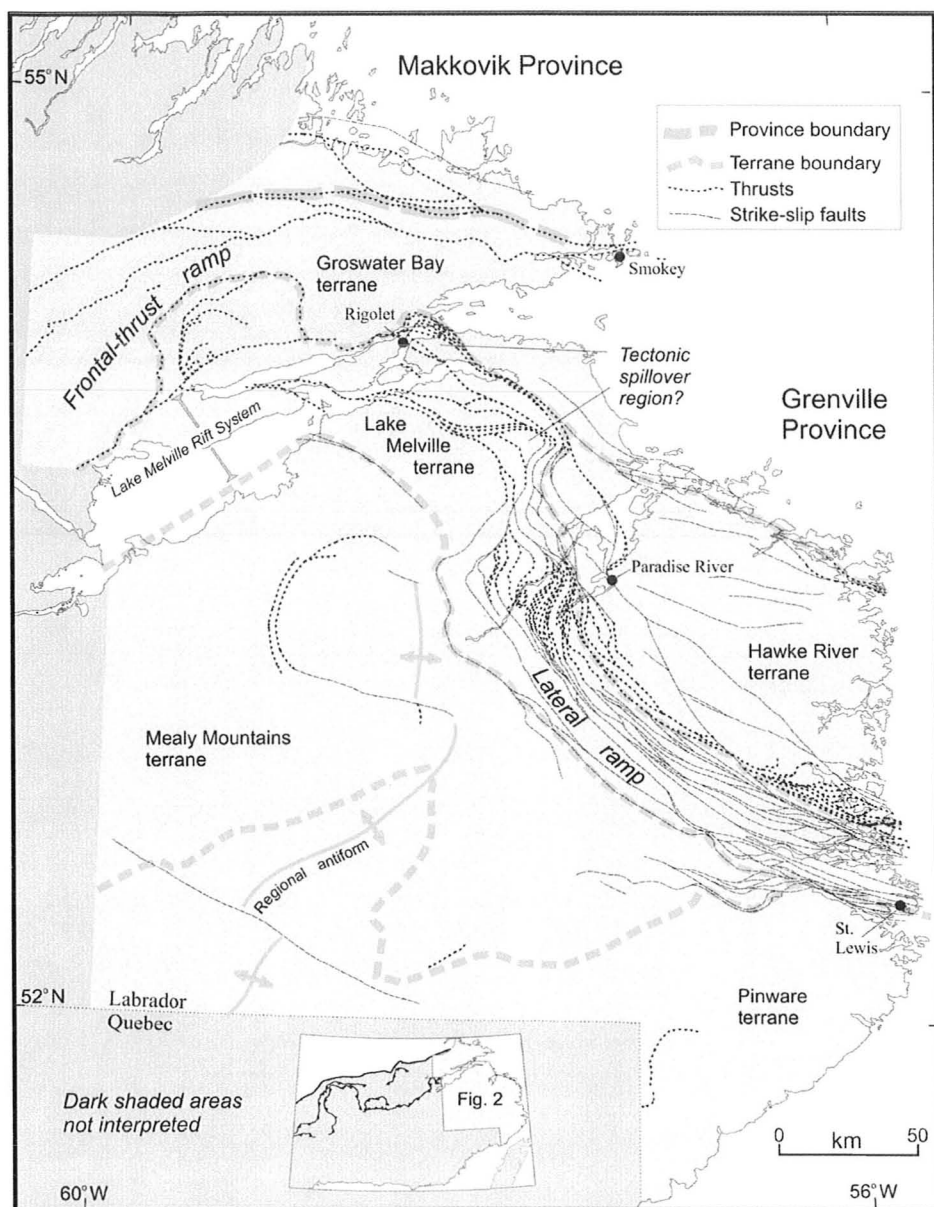 55°N
Makkovik Province
Province boundary
Terrane boundary
Thrusts
Strike-slip faults
Smokey
Groswater Bay
terrane
Frontal-thrust ramp
Rigolet
Tectonic
spillover
region?
Grenville
Province
Lake Melville Rift System
Lake
Melville
terrane
Paradise River
Hawke River
terrane
Lateral ramp
Mealy Mountains
terrane
Regional antiform
St.
Lewis
52°N
Labrador
Quebec
Pinware
terrane
Fig. 2
Dark shaded areas
not interpreted
0 km 50
60°W
56°W